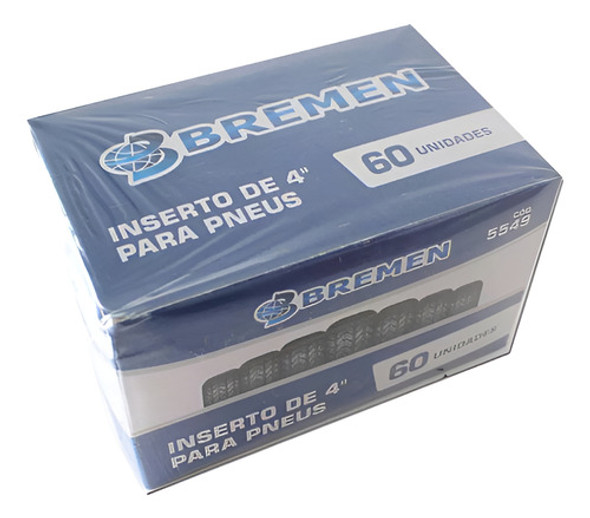 BREMEN
60 UNIDADES
INSERTO DE 4"
PARA PNEUS
CÓD
5549
BREMEN
60 UNIDADES
INSERTO DE 4"
PARA PNEUS